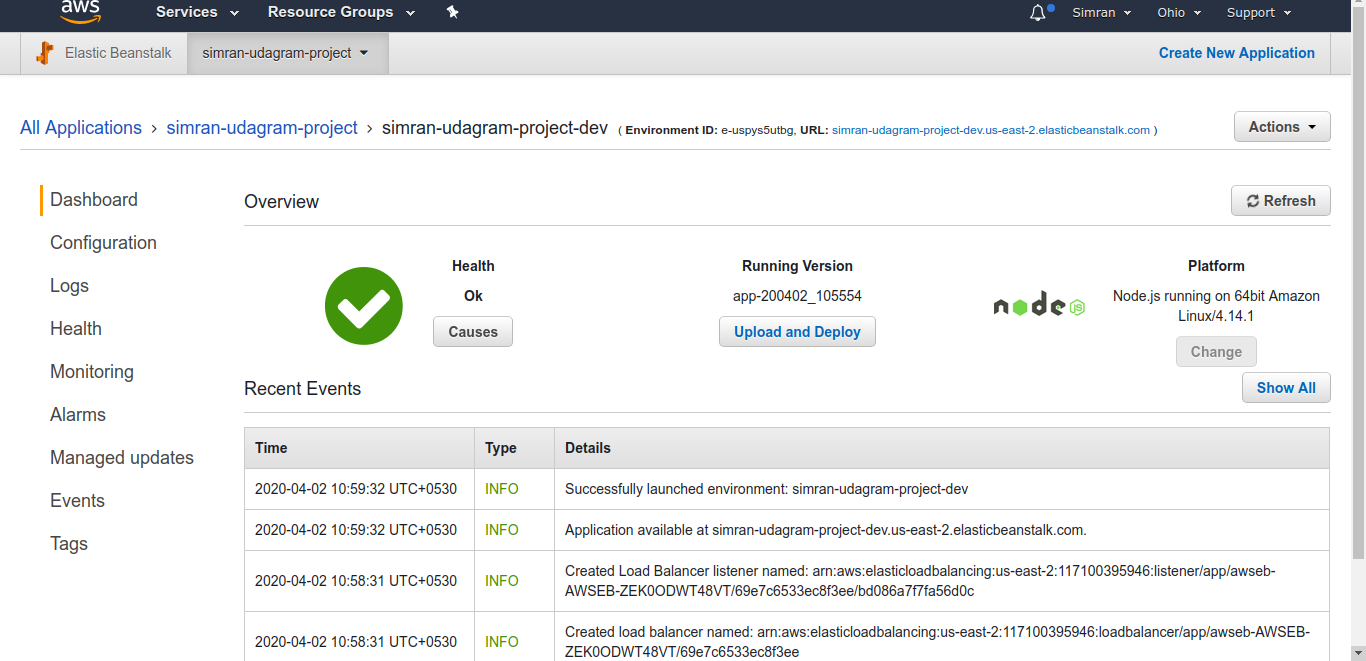 aws Services Resource Groups Simran Ohio Support
Elastic Beanstalk simran-udagram-project Create New Application
All Applications › simran-udagram-project › simran-udagram-project-dev ( Environment ID: e-uspys5utbg, URL: simran-udagram-project-dev.us-east-2.elasticbeanstalk.com ) Actions
Dashboard
Configuration
Logs
Health
Monitoring
Alarms
Managed updates
Events
Tags
Overview Refresh
Health
Ok
Causes
Running Version
app-200402_105554
Upload and Deploy
node JS
Platform
Node.js running on 64bit Amazon
Linux/4.14.1
Change
Recent Events Show All
Time Type Details
2020-04-02 10:59:32 UTC+0530 INFO Successfully launched environment: simran-udagram-project-dev
2020-04-02 10:59:32 UTC+0530 INFO Application available at simran-udagram-project-dev.us-east-2.elasticbeanstalk.com.
2020-04-02 10:58:31 UTC+0530 INFO Created Load Balancer listener named: arn:aws:elasticloadbalancing:us-east-2:117100395946:listener/app/awseb-
AWSEB-ZEK0ODWT48VT/69e7c6533ec8f3ee/bd086a7f7fa56d0c
2020-04-02 10:58:31 UTC+0530 INFO Created load balancer named: arn:aws:elasticloadbalancing:us-east-2:117100395946:loadbalancer/app/awseb-AWSEB-
ZEK0ODWT48VT/69e7c6533ec8f3ee